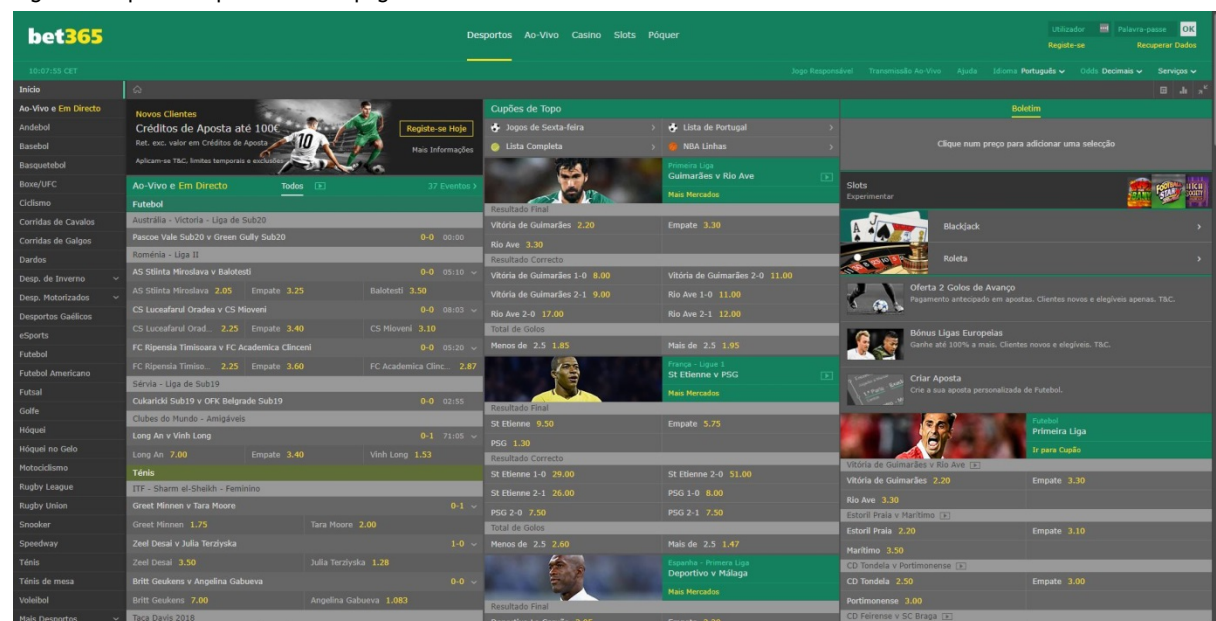 bet365
Desportos Ao-Vivo Casino Slots Póquer
Utilizador Palavra-passe OK
Registe-se Recuperar Dados
10:07:55 CET
Jogo Responsável Transmissão Ao-Vivo Ajuda Idioma Português Odds Decimais Serviços
Início
Ao-Vivo e Em Directo
Andebol
Basebol
Basquetebol
Boxe/UFC
Ciclismo
Corridas de Cavalos
Corridas de Galgos
Dardos
Desp. de Inverno
Desp. Motorizados
Desportos Gaélicos
eSports
Futebol
Futebol Americano
Futsal
Golfe
Hóquei
Hóquei no Gelo
Motociclismo
Rugby League
Rugby Union
Snooker
Speedway
Ténis
Ténis de mesa
Voleibol
Mais Desportos
Novos Clientes
Créditos de Aposta até 100€
Ret. exc. valor em Créditos de Aposta
Aplicam-se T&C, limitas temporais e exclusões
10
Registe-se Hoje
Mais Informações
Ao-Vivo e Em Directo Todos 37 Eventos
Futebol
Austrália - Victoria - Liga de Sub20
Pascoe Vale Sub20 v Green Gully Sub20 0-0 00:00
Roménia - Liga II
AS Stiinta Miroslava v Balotesti 0-0 05:10
AS Stiinta Miroslava 2.05 Empate 3.25 Balotesti 3.50
CS Luceafarul Oradea v CS Mioveni 0-0 08:03
CS Luceafarul Orad... 2.25 Empate 3.40 CS Mioveni 3.10
FC Ripensia Timisoara v FC Academica Clinceni 0-0 05:20
FC Ripensia Timiso... 2.25 Empate 3.60 FC Academica Clinc... 2.87
Sérvia - Liga de Sub19
Cukaricki Sub19 v OFK Belgrade Sub19 0-0 02:55
Clubes do Mundo - Amigáveis
Long An v Vinh Long 0-1 71:05
Long An 7.00 Empate 3.40 Vinh Long 1.53
Ténis
ITF - Sharm el-Sheikh - Feminino
Greet Minnen v Tara Moore 0-1
Greet Minnen 1.75 Tara Moore 2.00
Zeel Desai v Julia Terziyska 1-0
Zeel Desai 3.50 Julia Terziyska 1.28
Britt Geukens v Angelina Gabueva 0-0
Britt Geukens 7.00 Angelina Gabueva 1.083
Taça Davis 2018
Cupões de Topo
Jogos de Sexta-feira Lista de Portugal
Lista Completa NBA Linhas
Primeira Liga
Guimarães v Rio Ave
Mais Mercados
Resultado Final
Vitória de Guimarães 2.20 Empate 3.30
Rio Ave 3.30
Resultado Correcto
Vitória de Guimarães 1-0 8.00 Vitória de Guimarães 2-0 11.00
Vitória de Guimarães 2-1 9.00 Rio Ave 1-0 11.00
Rio Ave 2-0 17.00 Rio Ave 2-1 12.00
Total de Golos
Menos de 2.5 1.85 Mais de 2.5 1.95
França - Ligue 1
St Etienne v PSG
Mais Mercados
Resultado Final
St Etienne 9.50 Empate 5.75
PSG 1.30
Resultado Correcto
St Etienne 1-0 29.00 St Etienne 2-0 51.00
St Etienne 2-1 26.00 PSG 1-0 8.00
PSG 2-0 7.50 PSG 2-1 7.50
Total de Golos
Menos de 2.5 2.60 Mais de 2.5 1.47
Espanha - Primera Liga
Deportivo v Málaga
Mais Mercados
Resultado Final
Boletim
Clique num preço para adicionar uma selecção
Slots
Experimentar
Blackjack
Roleta
Oferta 2 Golos de Avanço
Pagamento antecipado em apostas. Clientes novos e elegíveis apenas. T&C.
Bónus Ligas Europeias
Ganhe até 100% a mais. Clientes novos e elegíveis. T&C.
Criar Aposta
Crie a sua aposta personalizada de Futebol.
Futebol
Primeira Liga
Ir para Cupão
Vitória de Guimarães v Rio Ave
Vitória de Guimarães 2.20 Empate 3.30
Rio Ave 3.30
Estoril Praia v Marítimo
Estoril Praia 2.20 Empate 3.10
Marítimo 3.50
CD Tondela v Portimonense
CD Tondela 2.50 Empate 3.00
Portimonense 3.00
CD Feirense v SC Braga